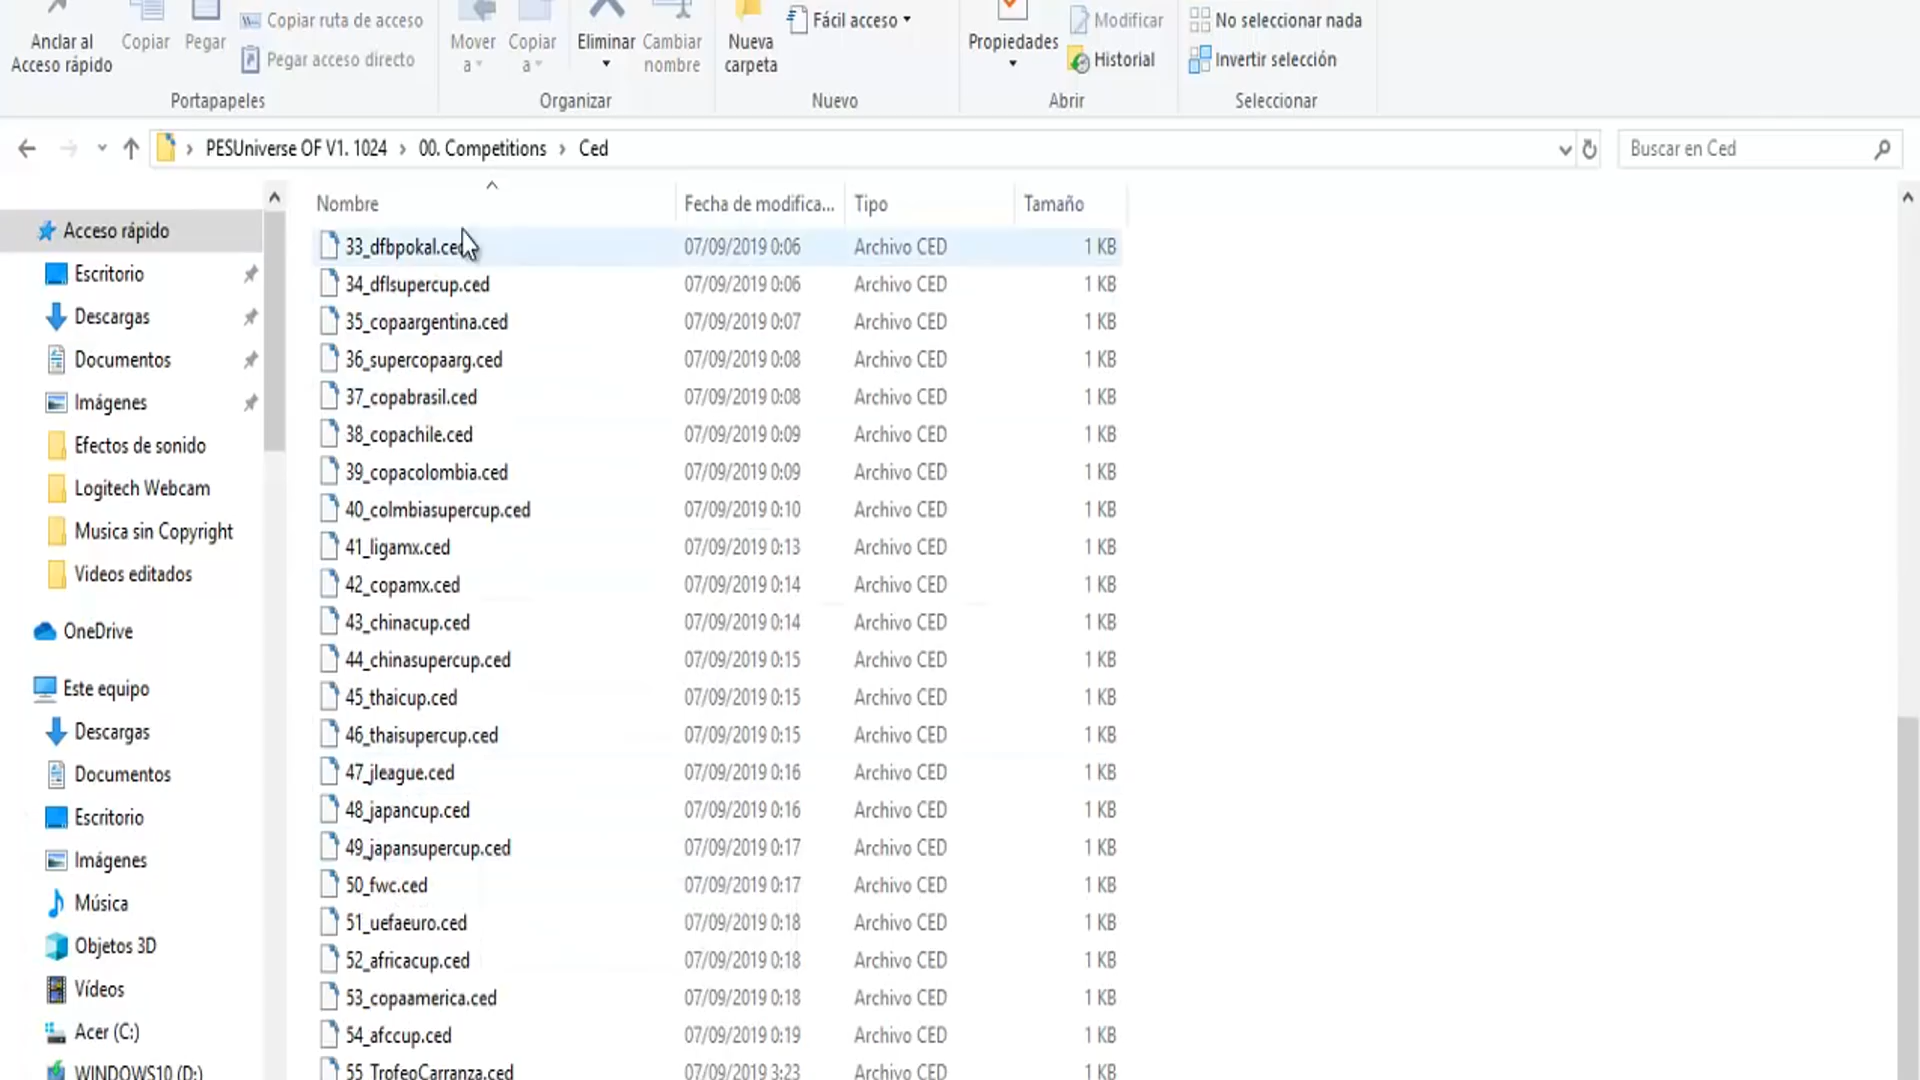 Anclar al
Acceso rápido
Copiar
Pegar
Copiar ruta de acceso
Pegar acceso directo
Portapapeles
Mover
a
Copiar
a
Eliminar
Cambiar
nombre
Organizar
Nueva
carpeta
Fácil acceso
Nuevo
Propiedades
Modificar
Historial
Abrir
No seleccionar nada
Invertir selección
Seleccionar
PESUniverse OF V1. 1024 › 00. Competitions › Ced
Buscar en Ced
Acceso rápido
Escritorio
Descargas
Documentos
Imágenes
Efectos de sonido
Logitech Webcam
Musica sin Copyright
Videos editados
OneDrive
Este equipo
Descargas
Documentos
Escritorio
Imágenes
Música
Objetos 3D
Vídeos
Acer (C:)
WINDOWS10 (D:)
Nombre Fecha de modifica... Tipo Tamaño
33_dfbpokal.ced 07/09/2019 0:06 Archivo CED 1 KB
34_dflsupercup.ced 07/09/2019 0:06 Archivo CED 1 KB
35_copaargentina.ced 07/09/2019 0:07 Archivo CED 1 KB
36_supercopaarg.ced 07/09/2019 0:08 Archivo CED 1 KB
37_copabrasil.ced 07/09/2019 0:08 Archivo CED 1 KB
38_copachile.ced 07/09/2019 0:09 Archivo CED 1 KB
39_copacolombia.ced 07/09/2019 0:09 Archivo CED 1 KB
40_colmbiasupercup.ced 07/09/2019 0:10 Archivo CED 1 KB
41_ligamx.ced 07/09/2019 0:13 Archivo CED 1 KB
42_copamx.ced 07/09/2019 0:14 Archivo CED 1 KB
43_chinacup.ced 07/09/2019 0:14 Archivo CED 1 KB
44_chinasupercup.ced 07/09/2019 0:15 Archivo CED 1 KB
45_thaicup.ced 07/09/2019 0:15 Archivo CED 1 KB
46_thaisupercup.ced 07/09/2019 0:15 Archivo CED 1 KB
47_jleague.ced 07/09/2019 0:16 Archivo CED 1 KB
48_japancup.ced 07/09/2019 0:16 Archivo CED 1 KB
49_japansupercup.ced 07/09/2019 0:17 Archivo CED 1 KB
50_fwc.ced 07/09/2019 0:17 Archivo CED 1 KB
51_uefaeuro.ced 07/09/2019 0:18 Archivo CED 1 KB
52_africacup.ced 07/09/2019 0:18 Archivo CED 1 KB
53_copaamerica.ced 07/09/2019 0:18 Archivo CED 1 KB
54_afccup.ced 07/09/2019 0:19 Archivo CED 1 KB
55_TrofeoCarranza.ced 07/09/2019 3:23 Archivo CED 1 KB